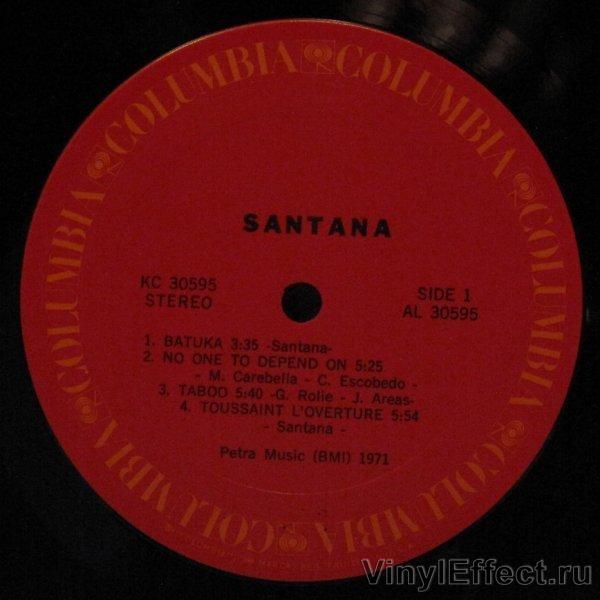 COLUMBIA COLUMBIA COLUMBIA COLUMBIA COLUMBIA COLUMBIA
SANTANA
KC 30595
STEREO
SIDE 1
AL 30595
1. BATUKA 3:35 -Santana-
2. NO ONE TO DEPEND ON 5:25
- M. Carebella - C. Escobedo -
3. TABOO 5:40 -G. Rolie - J. Areas-
4. TOUSSAINT L'OVERTURE 5:54
- Santana -
Petra Music (BMI) 1971
VinylEffect.ru